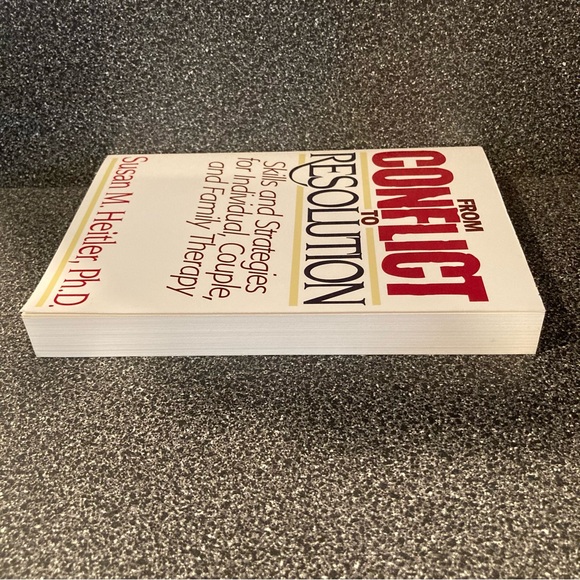 FROM
CONFLICT
TO
RESOLUTION
Skills and Strategies
for Individual, Couple,
and Family Therapy
Susan M. Heitler, Ph.D.